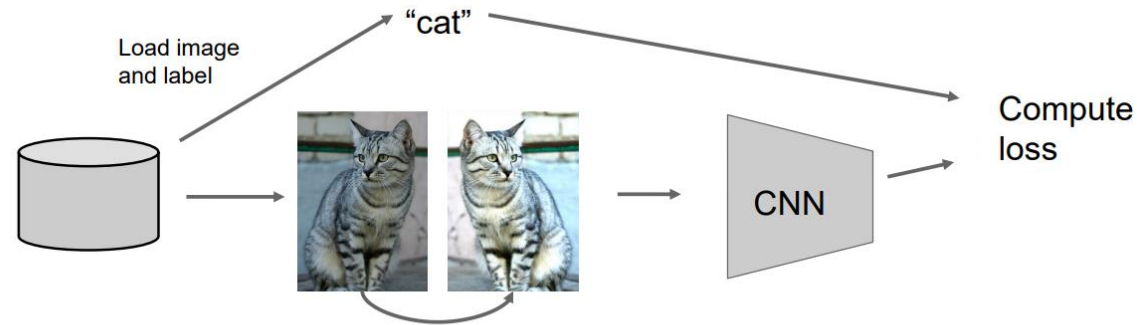 “cat”
Load image
and label
Compute
loss
CNN